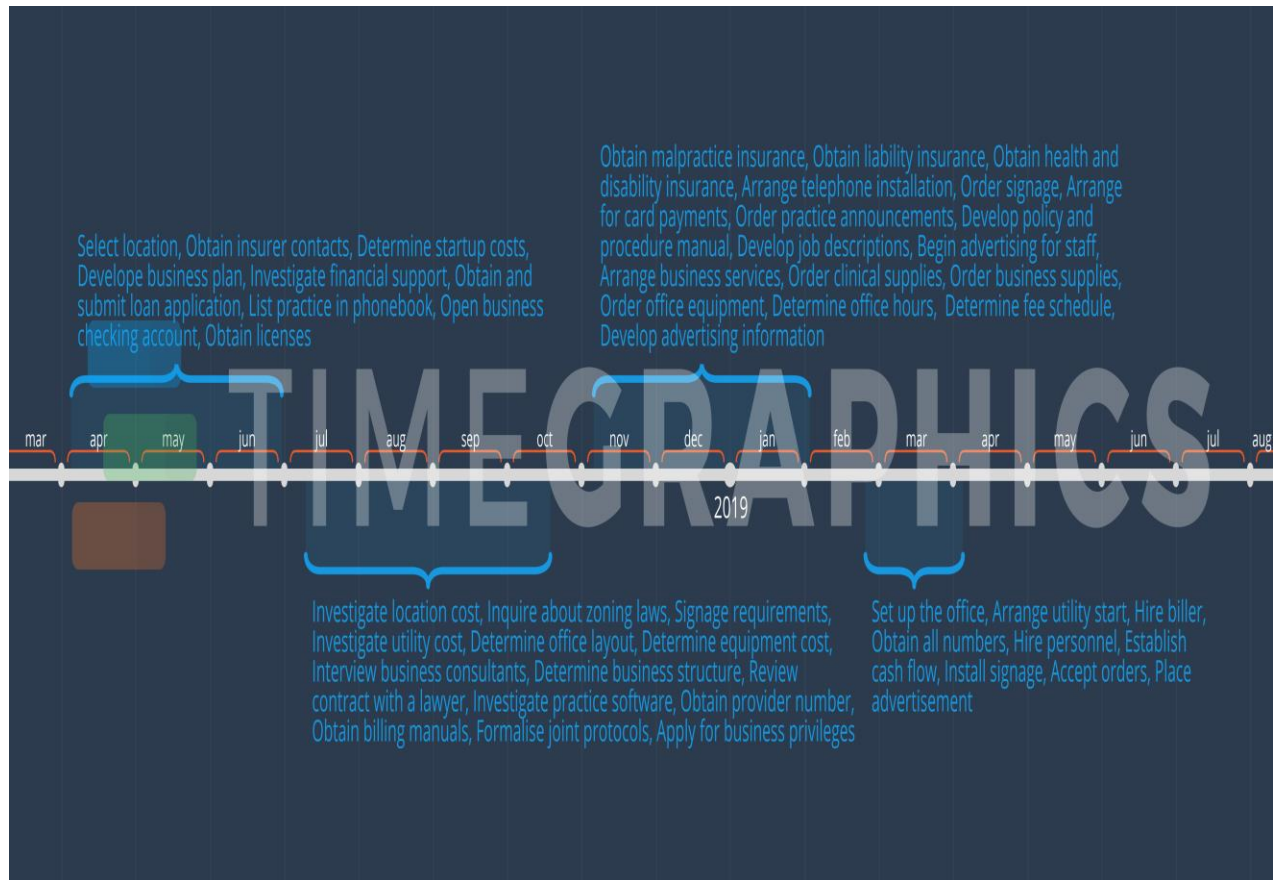 Obtain malpractice insurance, Obtain liability insurance, Obtain health and
disability insurance, Arrange telephone installation, Order signage, Arrange
for card payments, Order practice announcements, Develop policy and
procedure manual, Develop job descriptions, Begin advertising for staff,
Arrange business services, Order clinical supplies, Order business supplies,
Order office equipment, Determine office hours,  Determine fee schedule,
Develop advertising information
Select location, Obtain insurer contacts, Determine startup costs,
Develope business plan, Investigate financial support, Obtain and
submit loan application, List practice in phonebook, Open business
checking account, Obtain licenses
TIMEGRAPHICS
mar apr may jun jul aug sep oct nov dec jan feb mar apr may jun jul aug
2019
Investigate location cost, Inquire about zoning laws, Signage requirements,
Investigate utility cost, Determine office layout, Determine equipment cost,
Interview business consultants, Determine business structure, Review
contract with a lawyer, Investigate practice software, Obtain provider number,
Obtain billing manuals, Formalise joint protocols, Apply for business privileges
Set up the office, Arrange utility start, Hire biller,
Obtain all numbers, Hire personnel, Establish
cash flow, Install signage, Accept orders, Place
advertisement